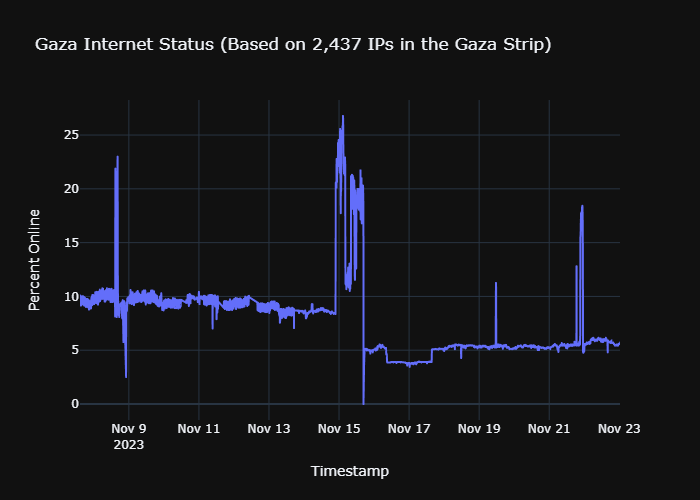 Gaza Internet Status (Based on 2,437 IPs in the Gaza Strip)
Percent Online
25
20
15
10
5
0
Nov 9 Nov 11 Nov 13 Nov 15 Nov 17 Nov 19 Nov 21 Nov 23
2023
Timestamp